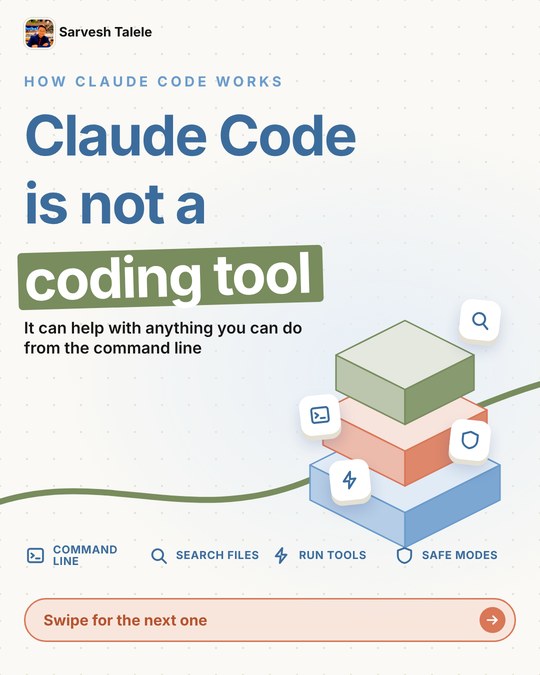 Sarvesh Talele
HOW CLAUDE CODE WORKS
Claude Code
is not a
coding tool
It can help with anything you can do
from the command line
COMMAND
LINE
SEARCH FILES
RUN TOOLS
SAFE MODES
Swipe for the next one